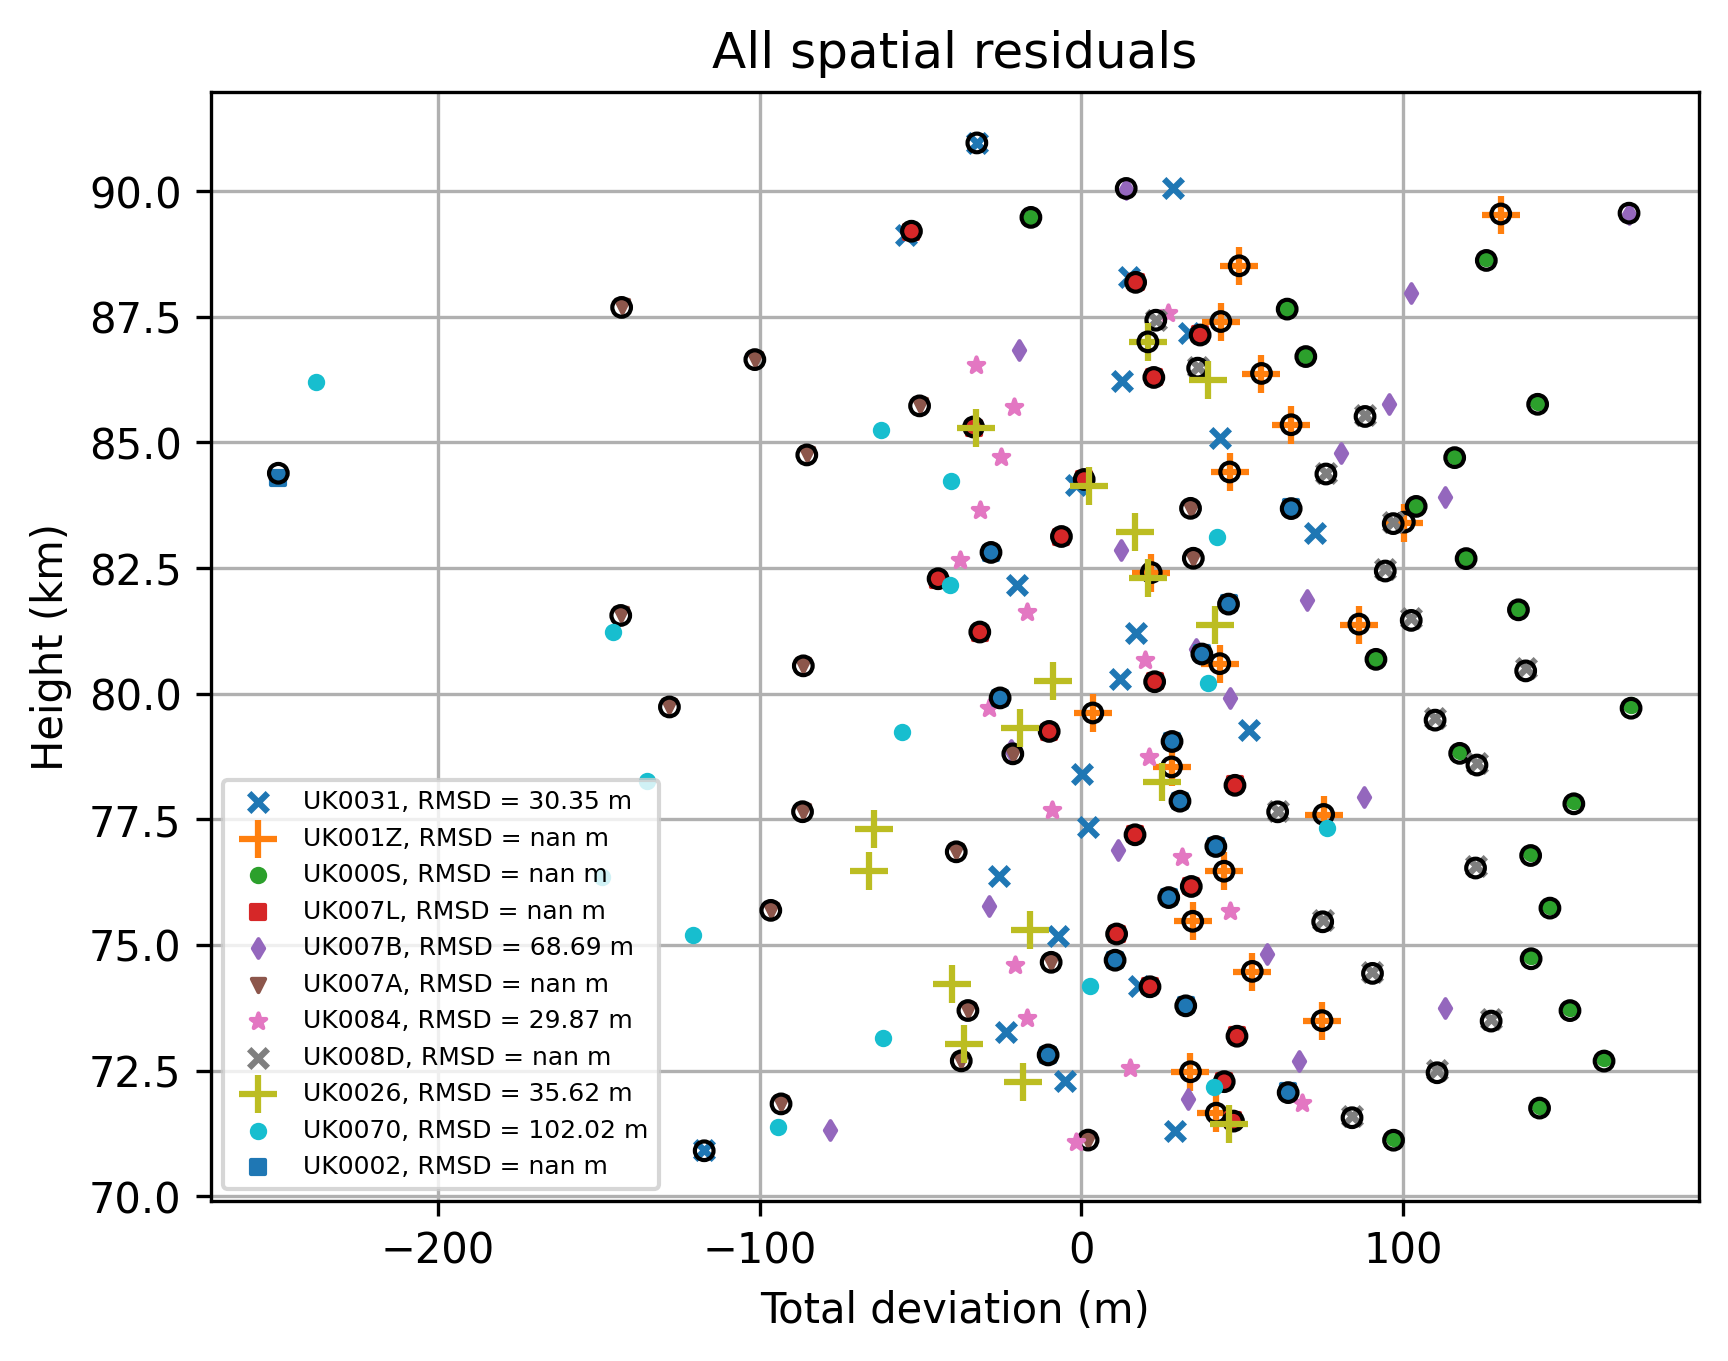 All spatial residuals
Height (km)
90.0
87.5
85.0
82.5
80.0
77.5
75.0
72.5
70.0
UK0031, RMSD = 30.35 m
UK001Z, RMSD = nan m
UK000S, RMSD = nan m
UK007L, RMSD = nan m
UK007B, RMSD = 68.69 m
UK007A, RMSD = nan m
UK0084, RMSD = 29.87 m
UK008D, RMSD = nan m
UK0026, RMSD = 35.62 m
UK0070, RMSD = 102.02 m
UK0002, RMSD = nan m
−200 −100 0 100
Total deviation (m)